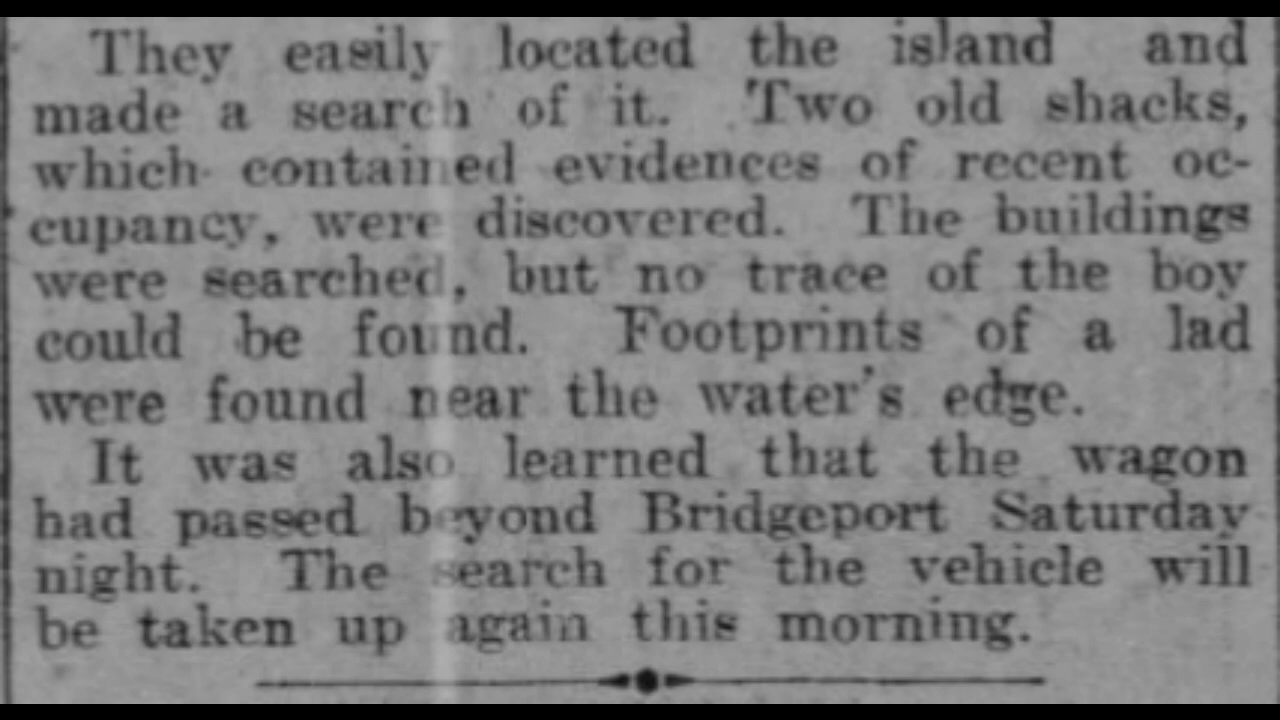 They easily located the island and
made a search of it. Two old shacks,
which contained evidences of recent oc-
cupancy, were discovered. The buildings
were searched, but no trace of the boy
could be found. Footprints of a lad
were found near the water's edge.
It was also learned that the wagon
had passed beyond Bridgeport Saturday
night. The search for the vehicle will
be taken up again this morning.